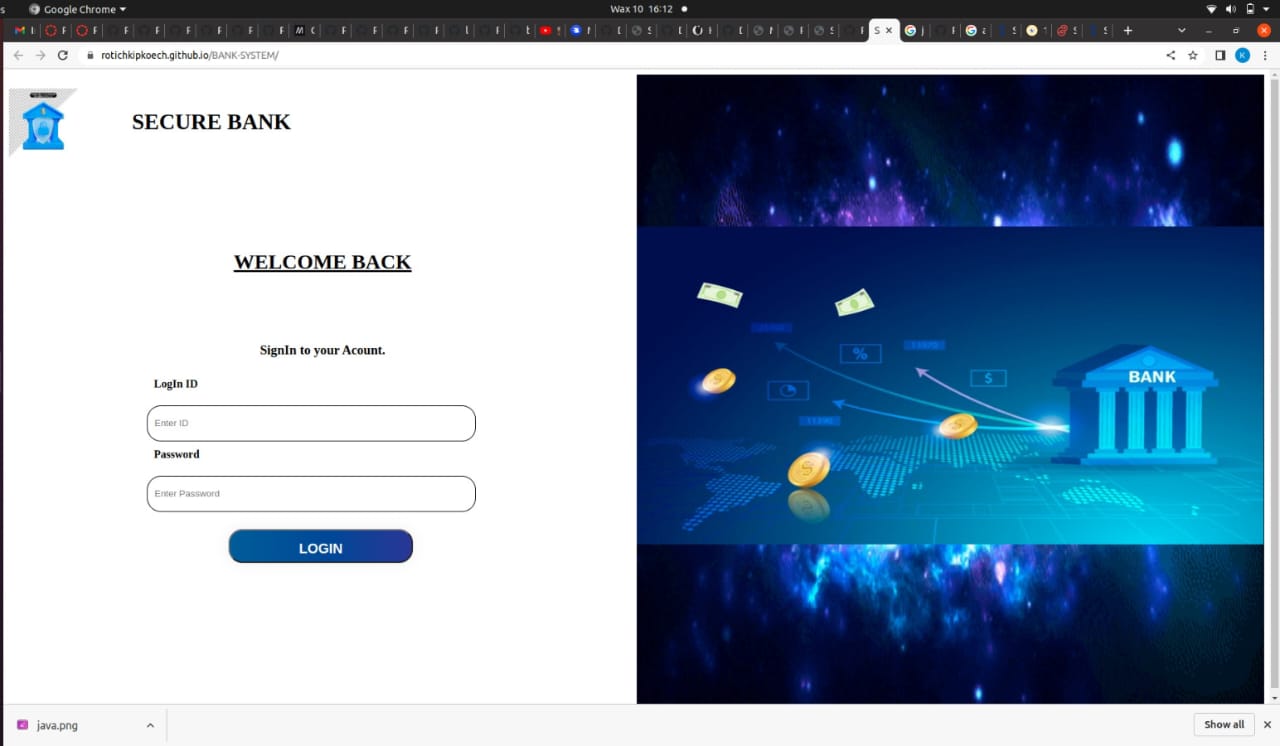 Google Chrome
Wax 10 16:12
rotichkipkoech.github.io/BANK-SYSTEM/
K
SECURE BANK
WELCOME BACK
SignIn to your Acount.
LogIn ID
Enter ID
Password
Enter Password
LOGIN
%
$
BANK
java.png
Show all